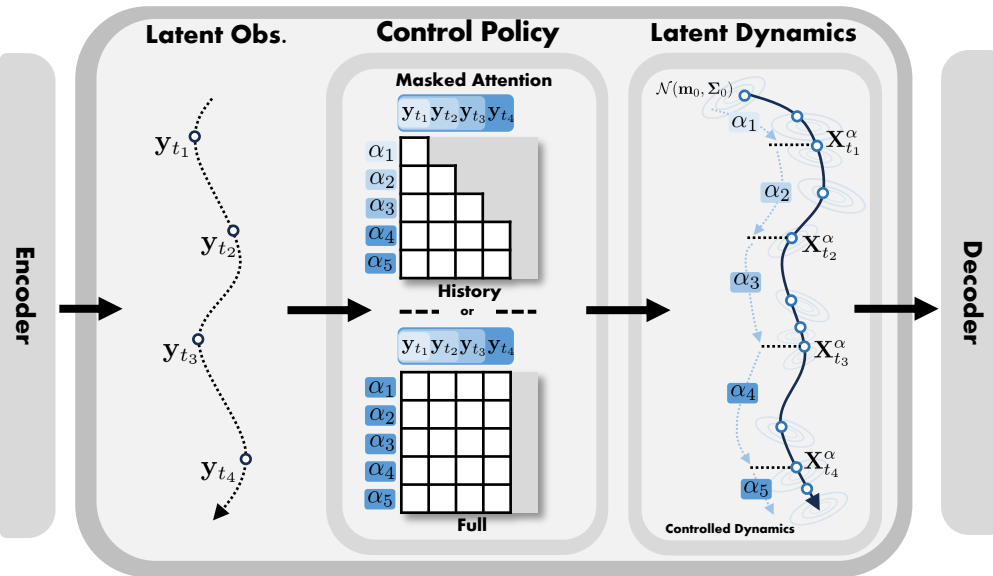 Encoder
Latent Obs.
y_{t_1}
y_{t_2}
y_{t_3}
y_{t_4}
Control Policy
Masked Attention
y_{t_1} y_{t_2} y_{t_3} y_{t_4}
α_1
α_2
α_3
α_4
α_5
History
or
y_{t_1} y_{t_2} y_{t_3} y_{t_4}
α_1
α_2
α_3
α_4
α_5
Full
Latent Dynamics
𝒩(m_0, Σ_0)
α_1
X^α_{t_1}
α_2
X^α_{t_2}
α_3
X^α_{t_3}
α_4
X^α_{t_4}
α_5
Controlled Dynamics
Decoder